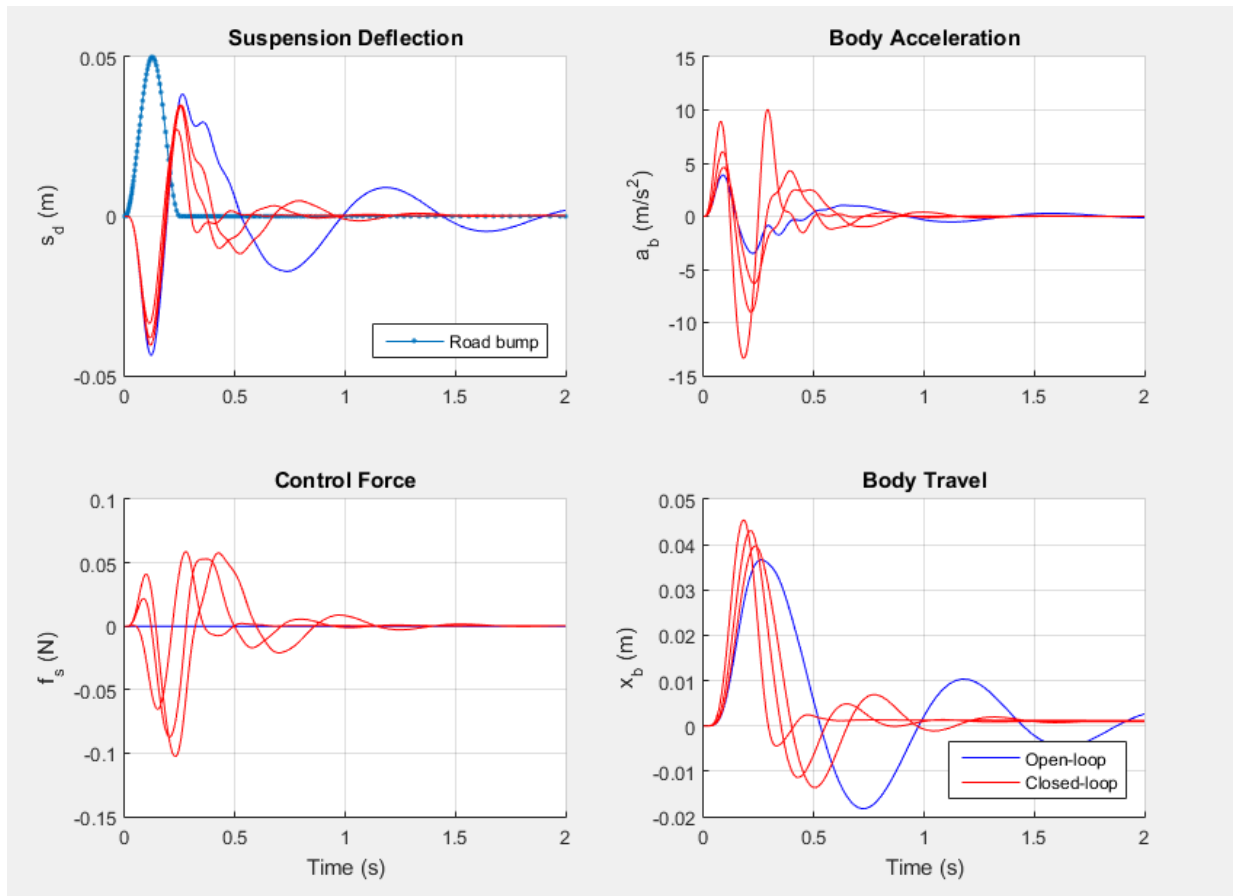 Suspension Deflection
0.05
0
-0.05
s_d (m)
Road bump
0 0.5 1 1.5 2
Body Acceleration
15
10
5
0
-5
-10
-15
a_b (m/s²)
0 0.5 1 1.5 2
Control Force
0.1
0.05
0
-0.05
-0.1
-0.15
f_s (N)
0 0.5 1 1.5 2
Time (s)
Body Travel
0.05
0.04
0.03
0.02
0.01
0
-0.01
-0.02
x_b (m)
Open-loop
Closed-loop
0 0.5 1 1.5 2
Time (s)